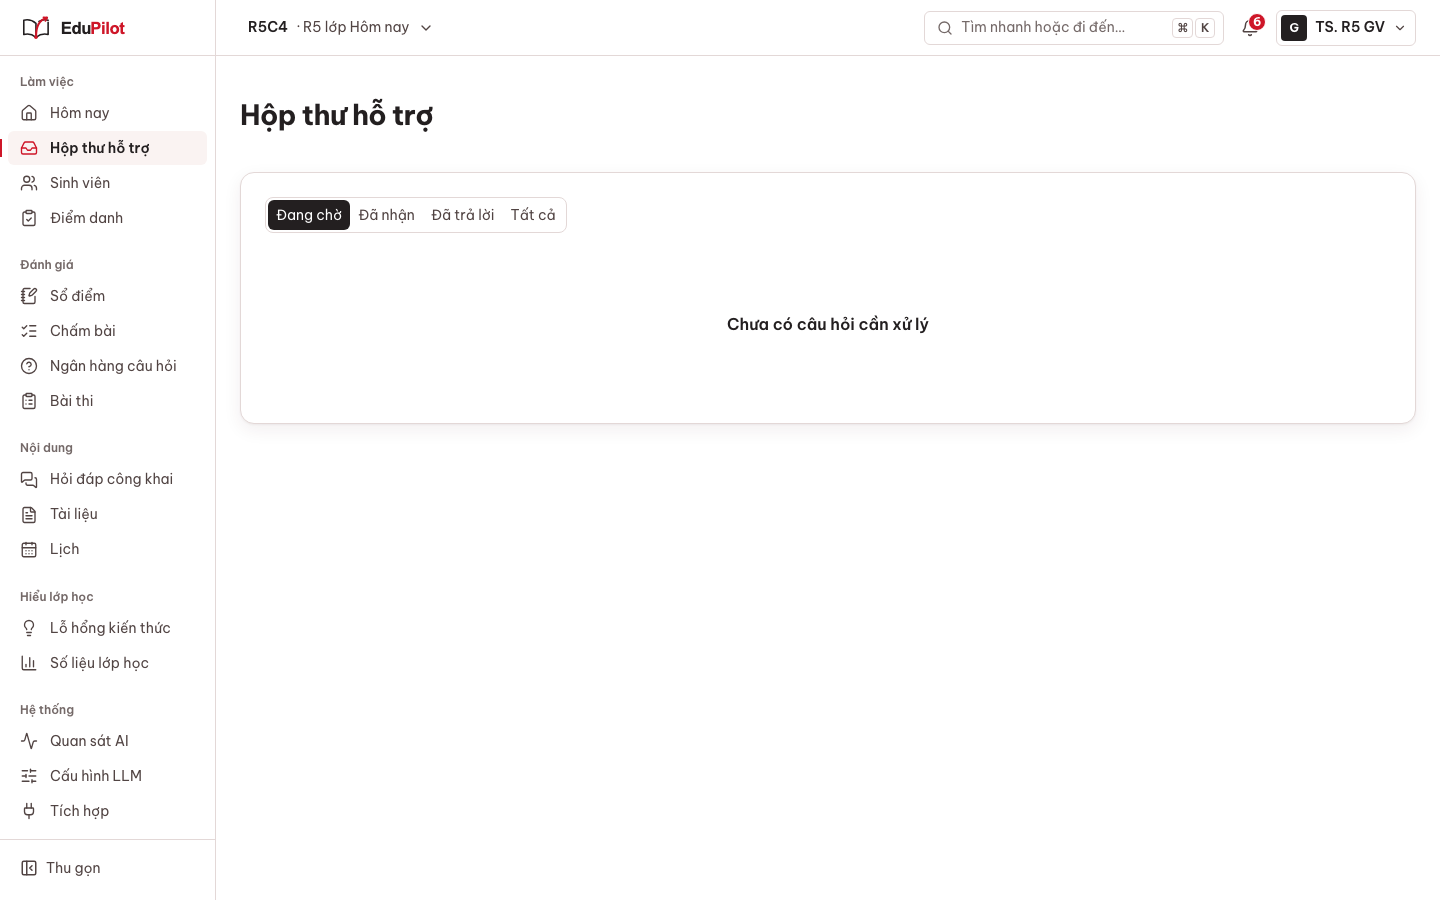 EduPilot
R5C4 · R5 lớp Hôm nay
Tìm nhanh hoặc đi đến...
⌘ K
6
G TS. R5 GV
Làm việc
Hôm nay
Hộp thư hỗ trợ
Sinh viên
Điểm danh
Đánh giá
Sổ điểm
Chấm bài
Ngân hàng câu hỏi
Bài thi
Nội dung
Hỏi đáp công khai
Tài liệu
Lịch
Hiểu lớp học
Lỗ hổng kiến thức
Số liệu lớp học
Hệ thống
Quan sát AI
Cấu hình LLM
Tích hợp
Thu gọn
Hộp thư hỗ trợ
Đang chờ Đã nhận Đã trả lời Tất cả
Chưa có câu hỏi cần xử lý